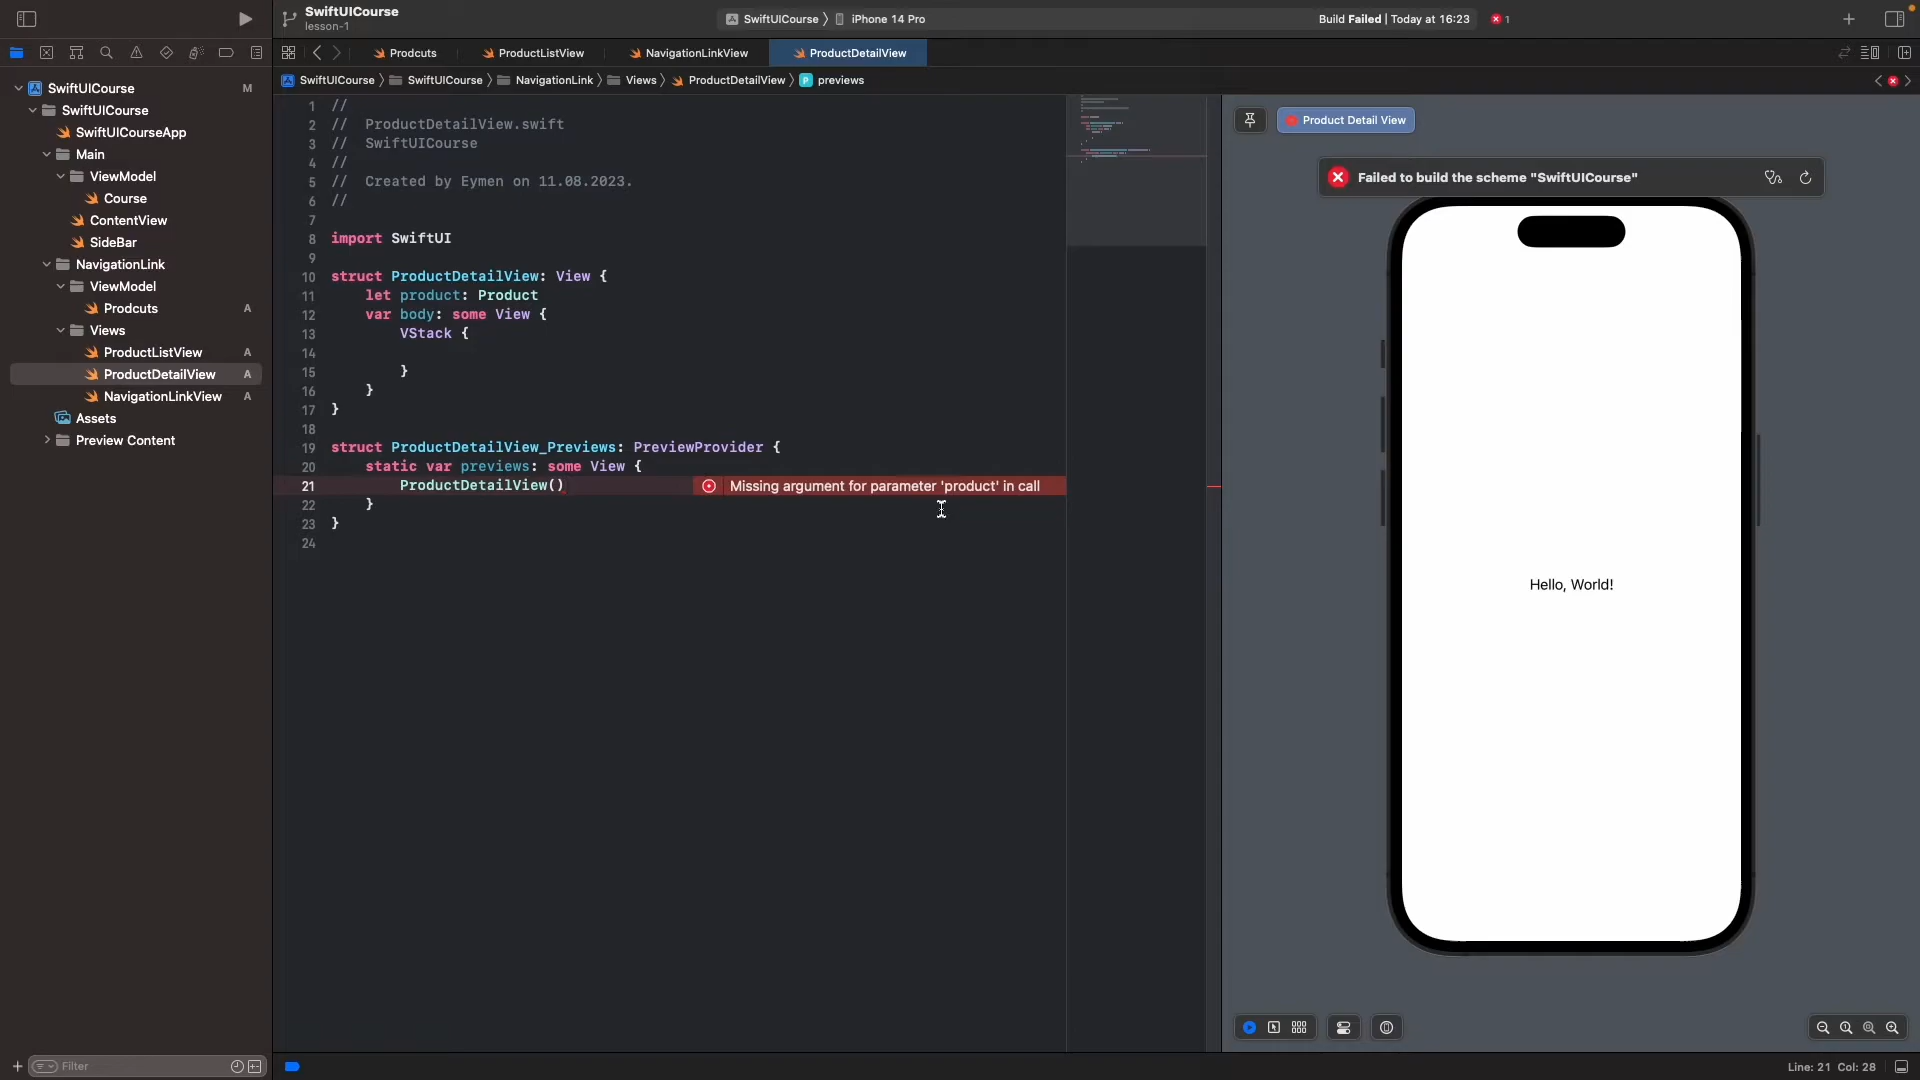 SwiftUICourse
lesson-1
SwiftUICourse
iPhone 14 Pro
Build Failed | Today at 16:23
1
Prodcuts
ProductListView
NavigationLinkView
ProductDetailView
SwiftUICourse
SwiftUICourse
NavigationLink
Views
ProductDetailView
P previews
SwiftUICourse M
SwiftUICourse
SwiftUICourseApp
Main
ViewModel
Course
ContentView
SideBar
NavigationLink
ViewModel
Prodcuts A
Views
ProductListView A
ProductDetailView A
NavigationLinkView A
Assets
Preview Content
Filter
1 //
2 //  ProductDetailView.swift
3 //  SwiftUICourse
4 //
5 //  Created by Eymen on 11.08.2023.
6 //
7
8 import SwiftUI
9
10 struct ProductDetailView: View {
11     let product: Product
12     var body: some View {
13         VStack {
14
15         }
16     }
17 }
18
19 struct ProductDetailView_Previews: PreviewProvider {
20     static var previews: some View {
21         ProductDetailView() Missing argument for parameter 'product' in call
22     }
23 }
24
Product Detail View
Failed to build the scheme "SwiftUICourse"
Hello, World!
Line: 21 Col: 28